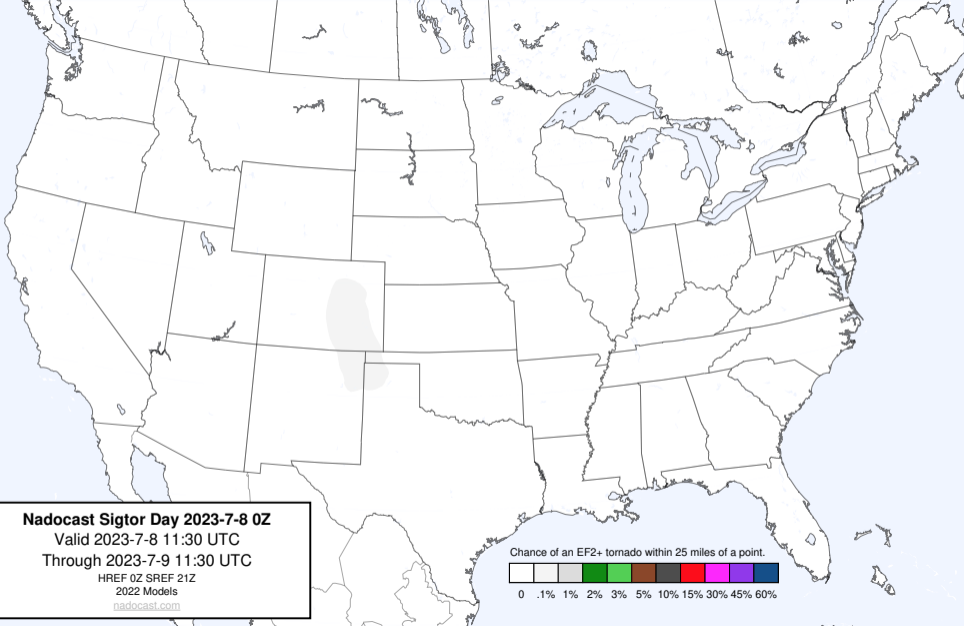 Nadocast Sigtor Day 2023-7-8 0Z
Valid 2023-7-8 11:30 UTC
Through 2023-7-9 11:30 UTC
HREF 0Z SREF 21Z
2022 Models
nadocast.com
Chance of an EF2+ tornado within 25 miles of a point.
0 .1% 1% 2% 3% 5% 10% 15% 30% 45% 60%